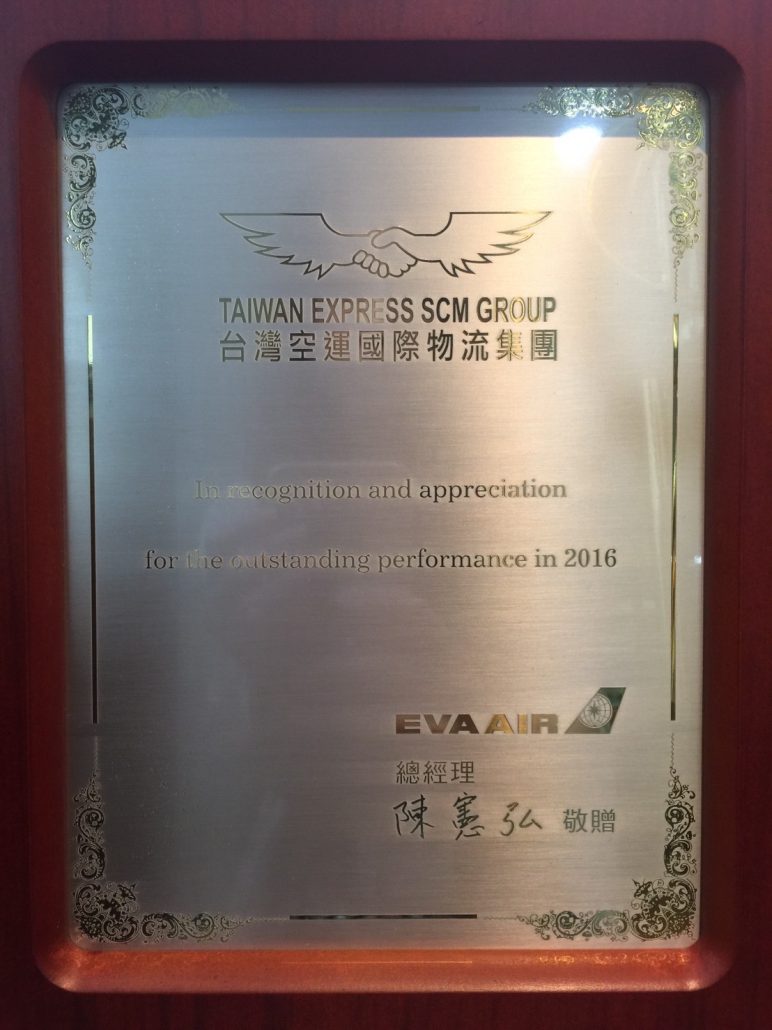 TAIWAN EXPRESS SCM GROUP
台灣空運國際物流集團
In recognition and appreciation
for the outstanding performance in 2016
EVA AIR
總經理
陳憲弘 敬贈